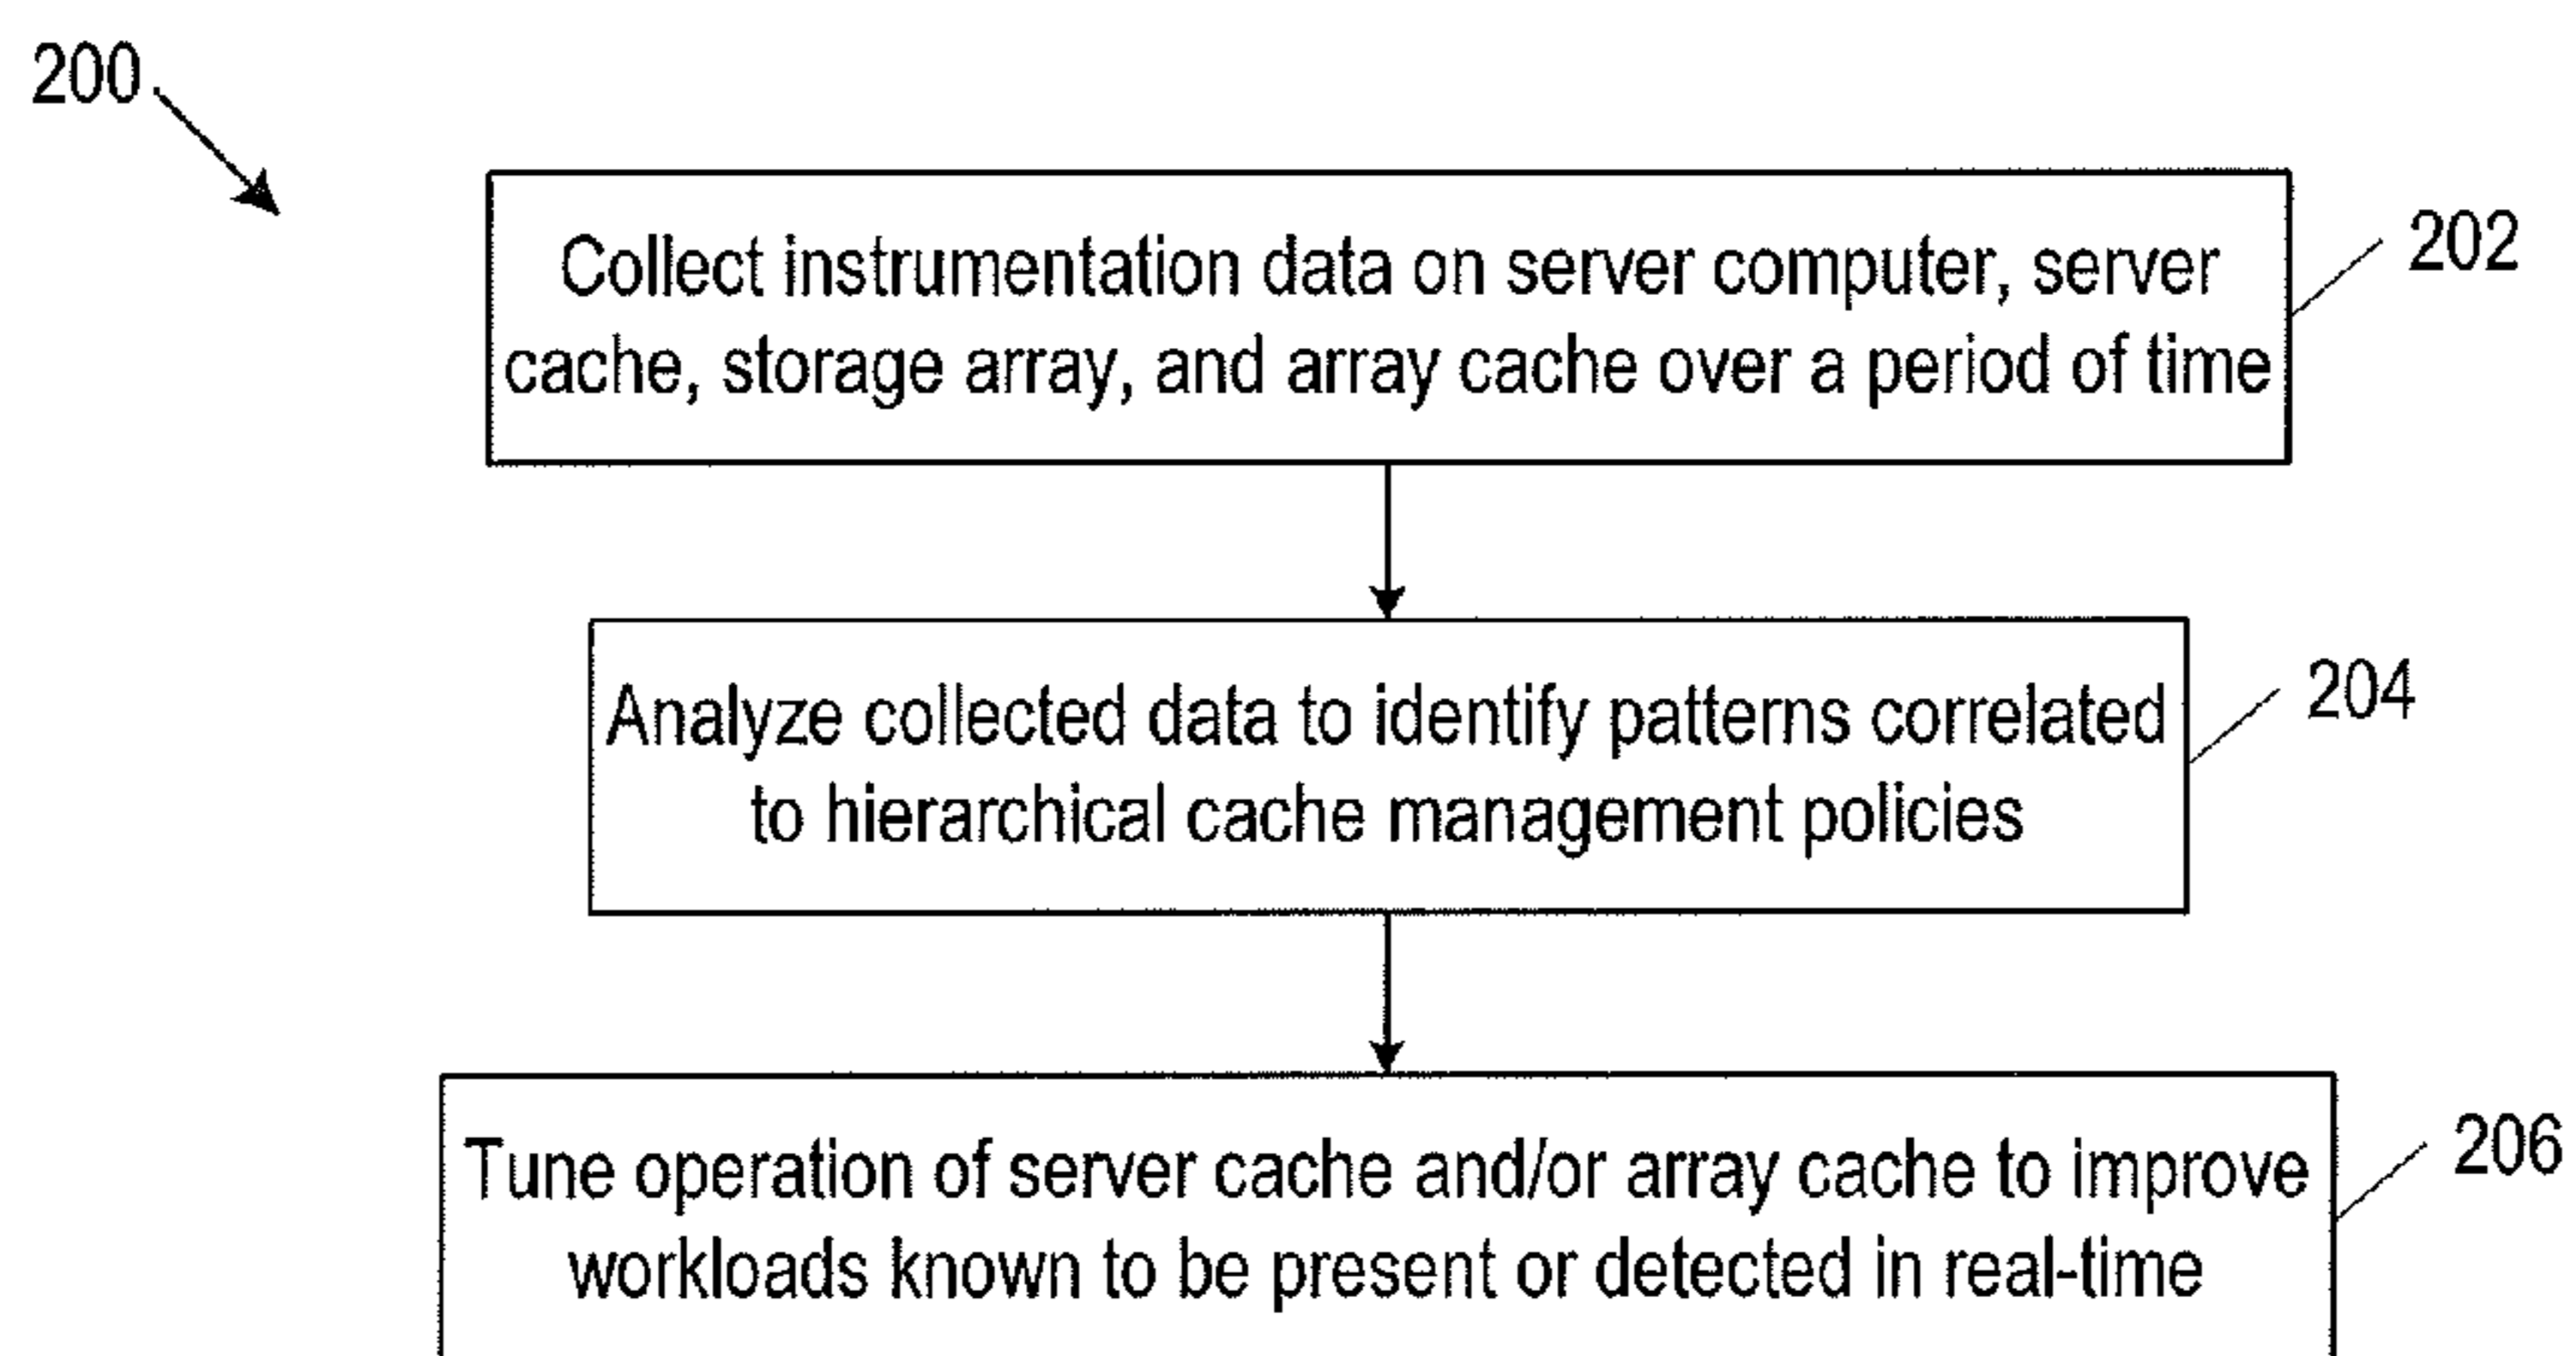 200
Collect instrumentation data on server computer, server
cache, storage array, and array cache over a period of time
202
Analyze collected data to identify patterns correlated
to hierarchical cache management policies
204
Tune operation of server cache and/or array cache to improve
workloads known to be present or detected in real-time
206